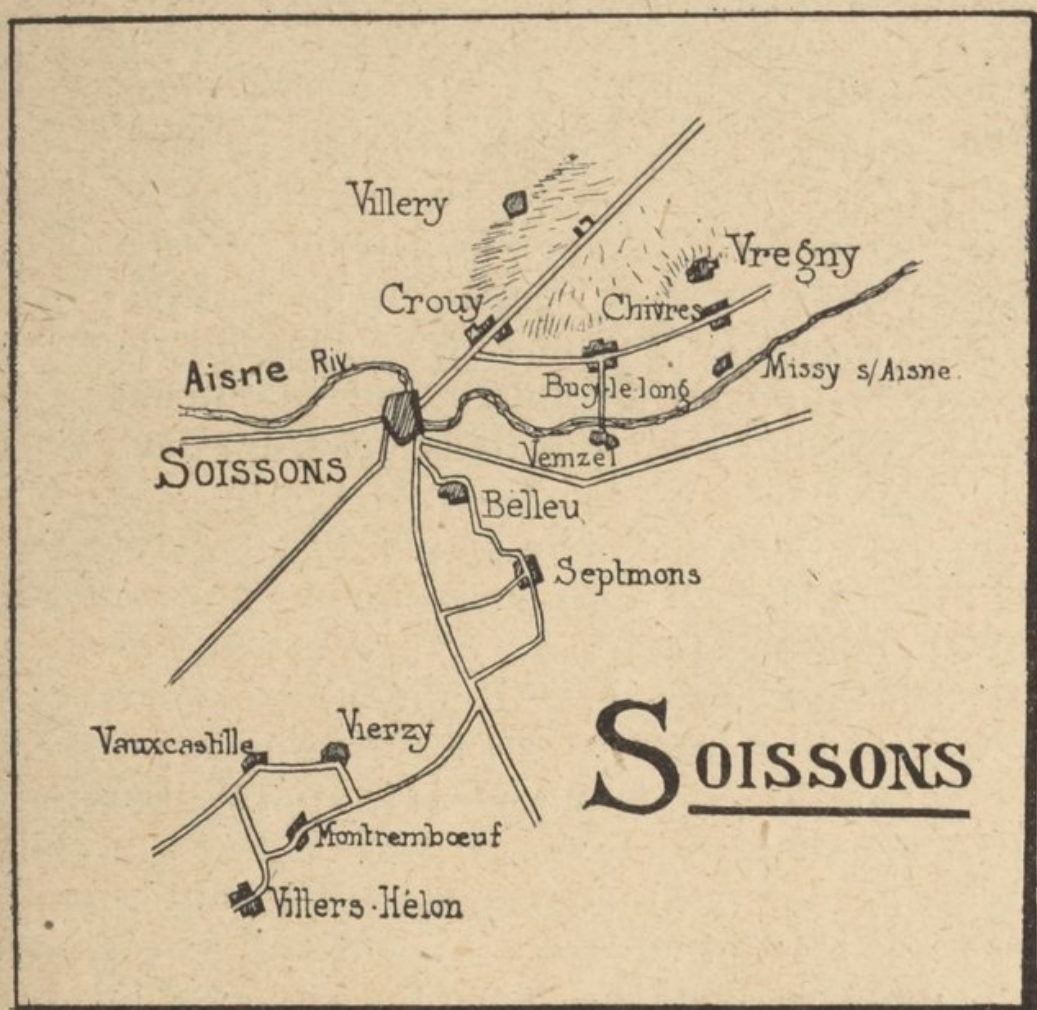 Villery
Vregny
Crouy
Chivres
Aisne Riv.
Missy s/Aisne.
Bucy-le-long
Vemzel
SOISSONS
Belleu
Septmons
Vauxcastille
Vierzy
SOISSONS
Montrembœuf
Villers-Hélon